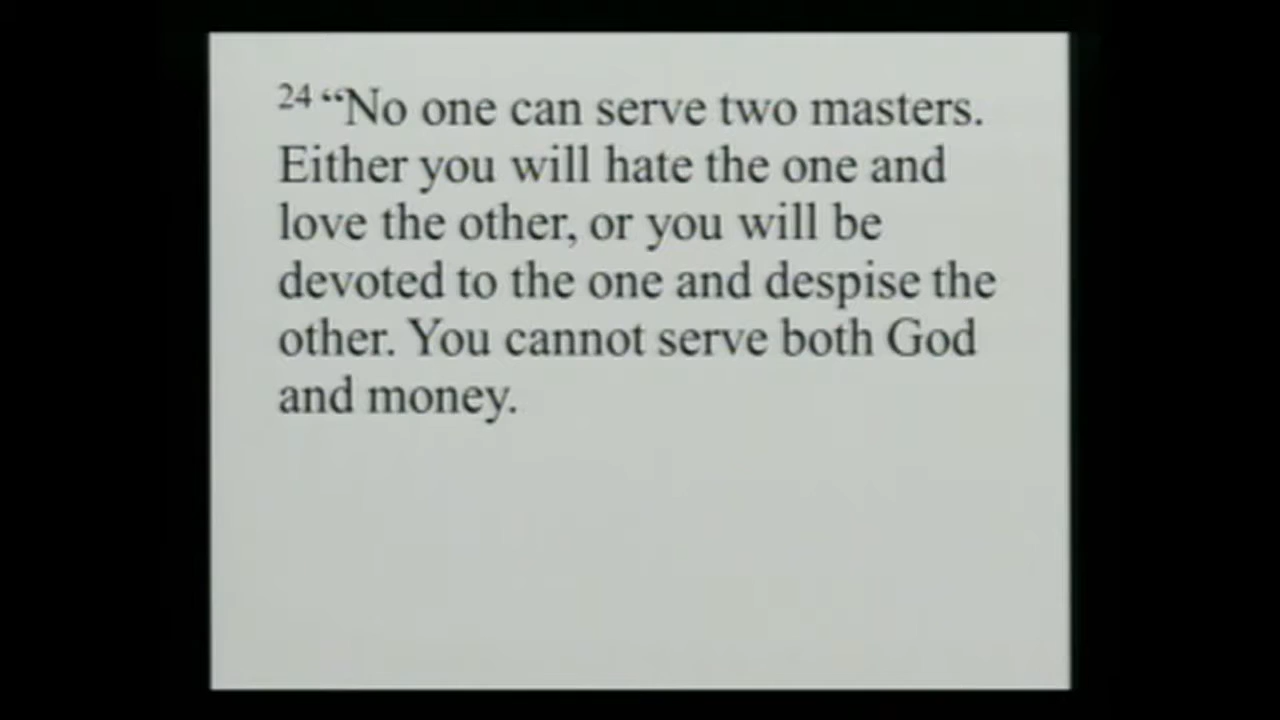 24 “No one can serve two masters.
Either you will hate the one and
love the other, or you will be
devoted to the one and despise the
other. You cannot serve both God
and money.